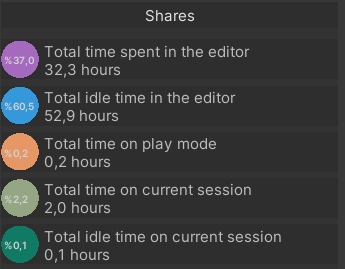 Shares
%37,0
Total time spent in the editor
32,3 hours
%60,5
Total idle time in the editor
52,9 hours
%0,2
Total time on play mode
0,2 hours
%2,2
Total time on current session
2,0 hours
%0,1
Total idle time on current session
0,1 hours